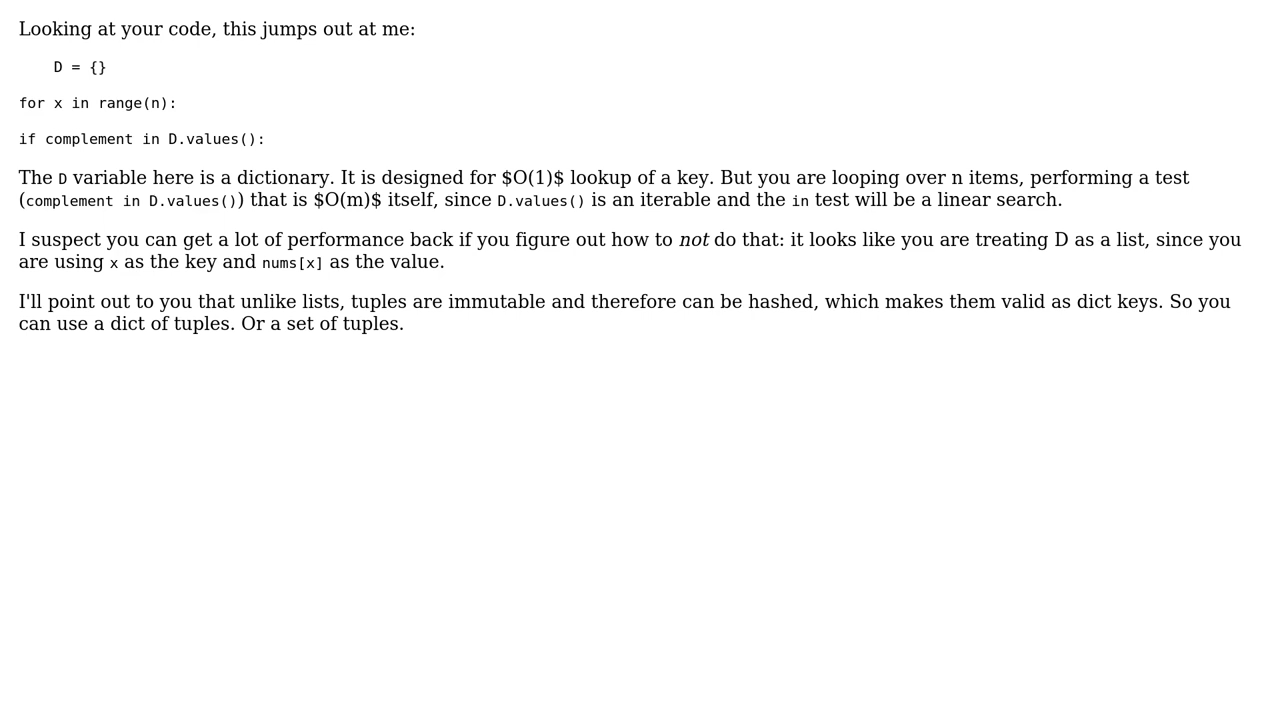 Looking at your code, this jumps out at me:
    D = {}
for x in range(n):
if complement in D.values():
The D variable here is a dictionary. It is designed for $O(1)$ lookup of a key. But you are looping over n items, performing a test
(complement in D.values()) that is $O(m)$ itself, since D.values() is an iterable and the in test will be a linear search.
I suspect you can get a lot of performance back if you figure out how to not do that: it looks like you are treating D as a list, since you
are using x as the key and nums[x] as the value.
I'll point out to you that unlike lists, tuples are immutable and therefore can be hashed, which makes them valid as dict keys. So you
can use a dict of tuples. Or a set of tuples.